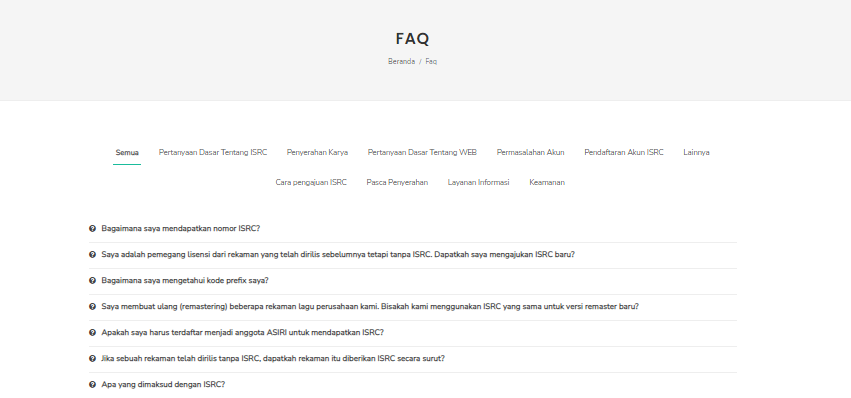 FAQ
Beranda / Faq
Semua Pertanyaan Dasar Tentang ISRC Penyerahan Karya Pertanyaan Dasar Tentang WEB Permasalahan Akun Pendaftaran Akun ISRC Lainnya
Cara pengajuan ISRC Pasca Penyerahan Layanan Informasi Keamanan
Bagaimana saya mendapatkan nomor ISRC?
Saya adalah pemegang lisensi dari rekaman yang telah dirilis sebelumnya tetapi tanpa ISRC. Dapatkah saya mengajukan ISRC baru?
Bagaimana saya mengetahui kode prefix saya?
Saya membuat ulang (remastering) beberapa rekaman lagu perusahaan kami. Bisakah kami menggunakan ISRC yang sama untuk versi remaster baru?
Apakah saya harus terdaftar menjadi anggota ASIRI untuk mendapatkan ISRC?
Jika sebuah rekaman telah dirilis tanpa ISRC, dapatkah rekaman itu diberikan ISRC secara surut?
Apa yang dimaksud dengan ISRC?